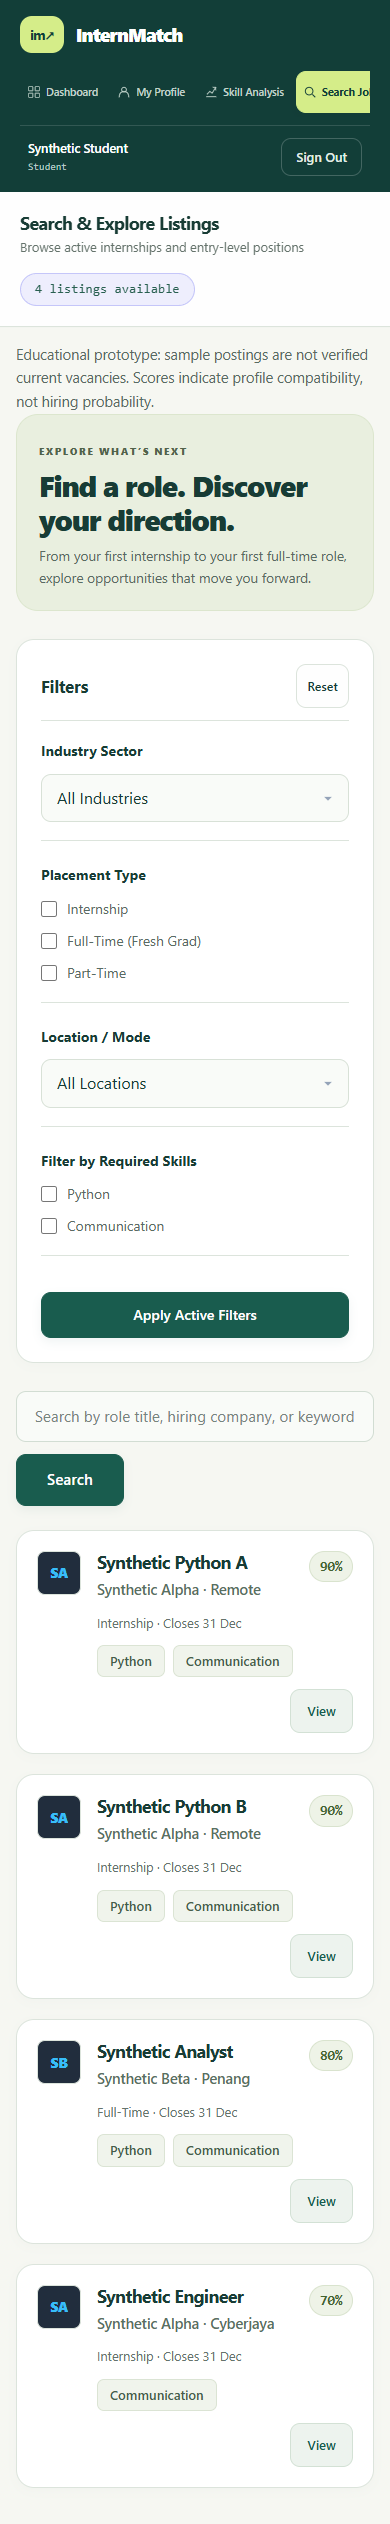 im↗ InternMatch
Dashboard My Profile Skill Analysis Search Jo
Synthetic Student
Student
Sign Out
Search & Explore Listings
Browse active internships and entry-level positions
4 listings available
Educational prototype: sample postings are not verified
current vacancies. Scores indicate profile compatibility,
not hiring probability.
EXPLORE WHAT'S NEXT
Find a role. Discover
your direction.
From your first internship to your first full-time role,
explore opportunities that move you forward.
Filters
Reset
Industry Sector
All Industries
Placement Type
Internship
Full-Time (Fresh Grad)
Part-Time
Location / Mode
All Locations
Filter by Required Skills
Python
Communication
Apply Active Filters
Search by role title, hiring company, or keyword
Search
SA
Synthetic Python A
90%
Synthetic Alpha · Remote
Internship · Closes 31 Dec
Python Communication
View
SA
Synthetic Python B
90%
Synthetic Alpha · Remote
Internship · Closes 31 Dec
Python Communication
View
SB
Synthetic Analyst
80%
Synthetic Beta · Penang
Full-Time · Closes 31 Dec
Python Communication
View
SA
Synthetic Engineer
70%
Synthetic Alpha · Cyberjaya
Internship · Closes 31 Dec
Communication
View